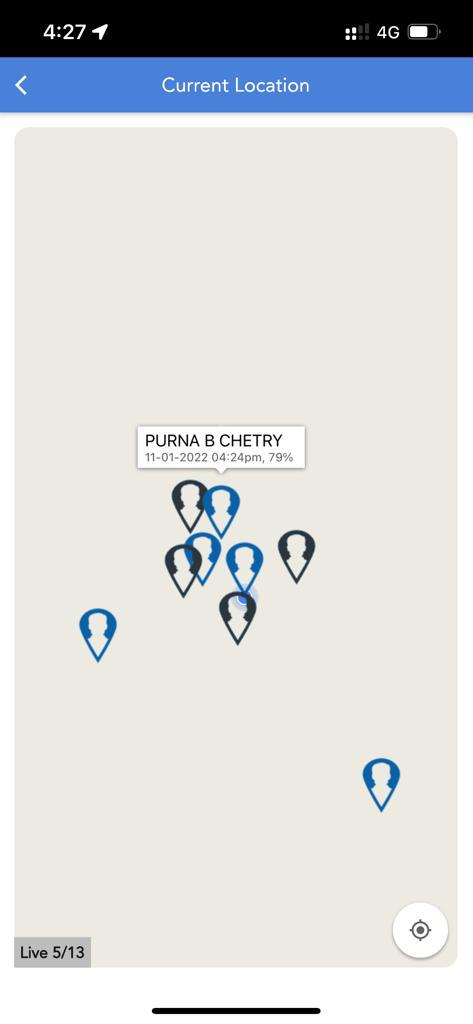 4:27
4G
Current Location
PURNA B CHETRY
11-01-2022 04:24pm, 79%
Live 5/13